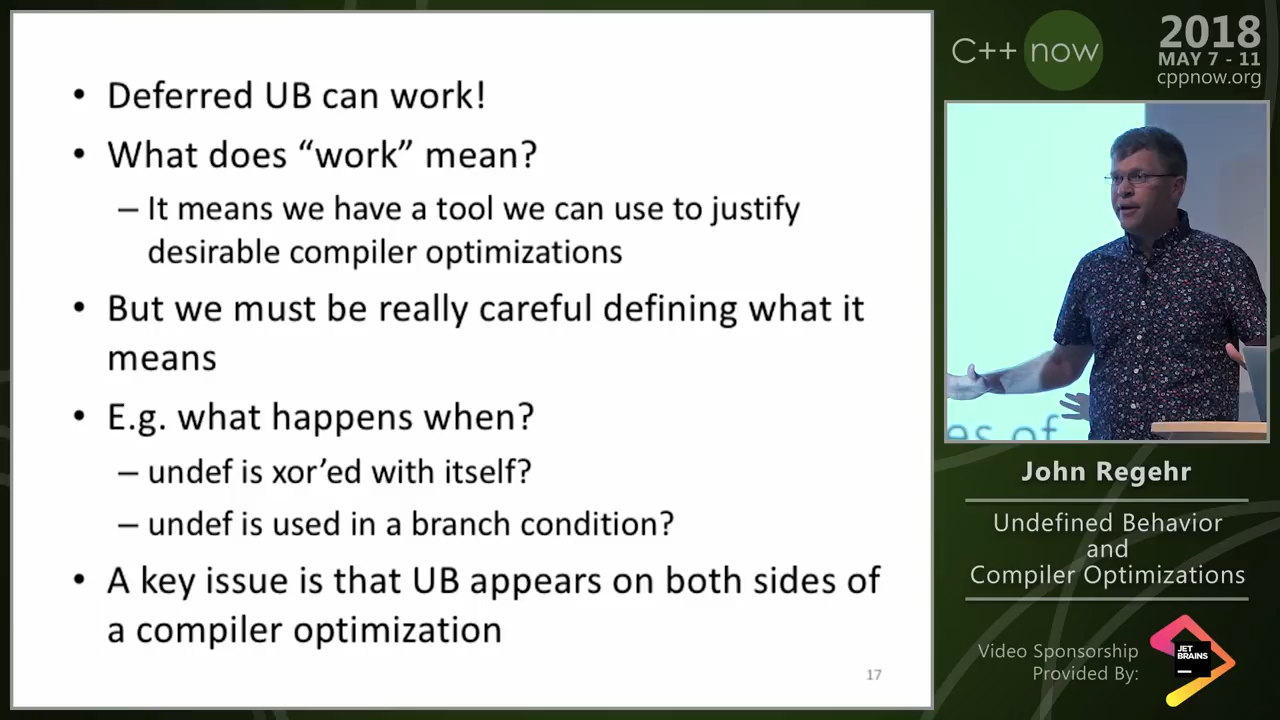 • Deferred UB can work!
• What does “work” mean?
– It means we have a tool we can use to justify
desirable compiler optimizations
• But we must be really careful defining what it
means
• E.g. what happens when?
– undef is xor’ed with itself?
– undef is used in a branch condition?
• A key issue is that UB appears on both sides of
a compiler optimization
17
C++ now
2018
MAY 7 - 11
cppnow.org
es of
John Regehr
Undefined Behavior
and
Compiler Optimizations
Video Sponsorship
Provided By:
JET
BRAINS